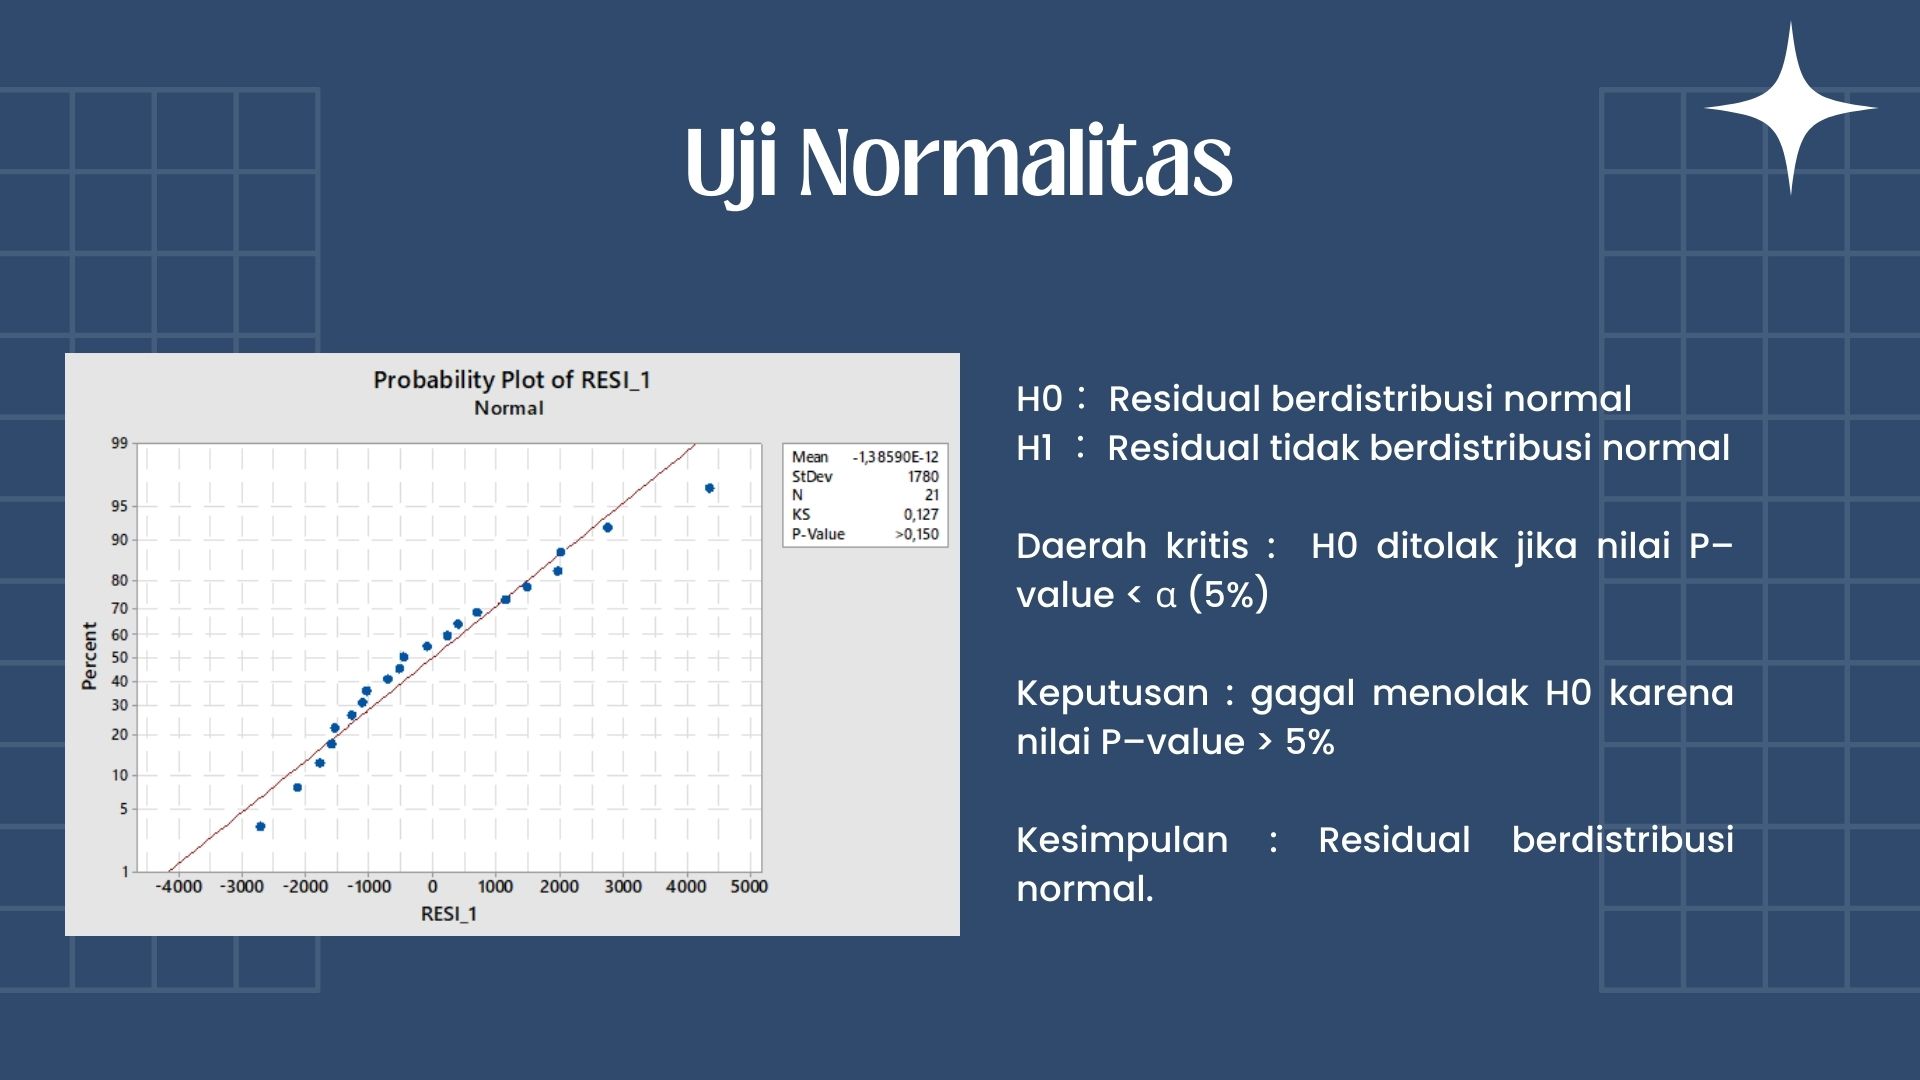 Uji Normalitas
Probability Plot of RESI_1
Normal
99
95
90
80
70
60
50
40
30
20
10
5
1
Percent
-4000 -3000 -2000 -1000 0 1000 2000 3000 4000 5000
RESI_1
Mean -1,38590E-12
StDev 1780
N 21
KS 0,127
P-Value >0,150
H0 : Residual berdistribusi normal
H1 : Residual tidak berdistribusi normal
Daerah kritis : H0 ditolak jika nilai P–
value < α (5%)
Keputusan : gagal menolak H0 karena
nilai P–value > 5%
Kesimpulan : Residual berdistribusi
normal.